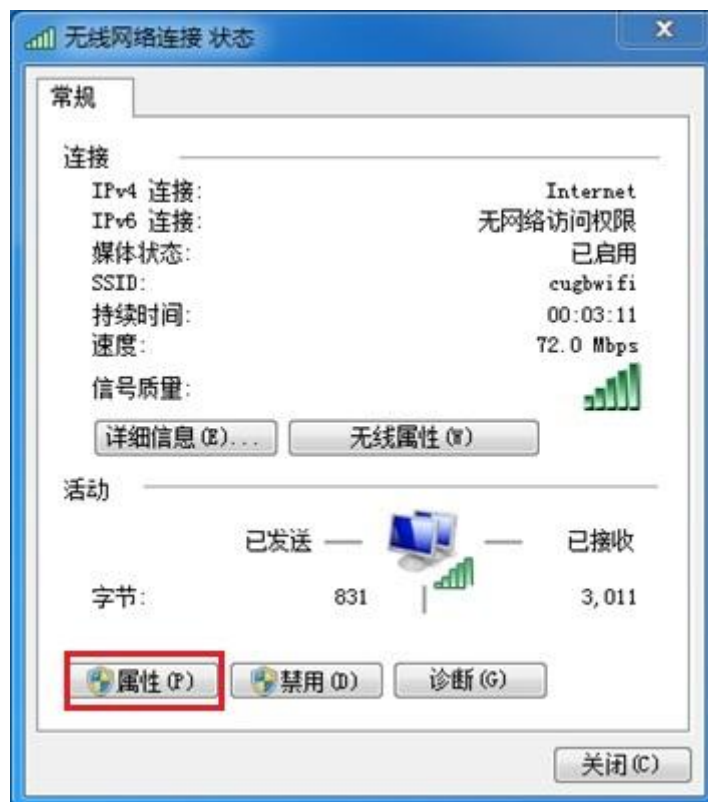 无线网络连接 状态
x
常规
连接
IPv4 连接: Internet
IPv6 连接: 无网络访问权限
媒体状态: 已启用
SSID: cugbwifi
持续时间: 00:03:11
速度: 72.0 Mbps
信号质量:
详细信息(E)... 无线属性(W)
活动
已发送 — — 已接收
字节: 831 | 3,011
属性(P) 禁用(D) 诊断(G)
关闭(C)